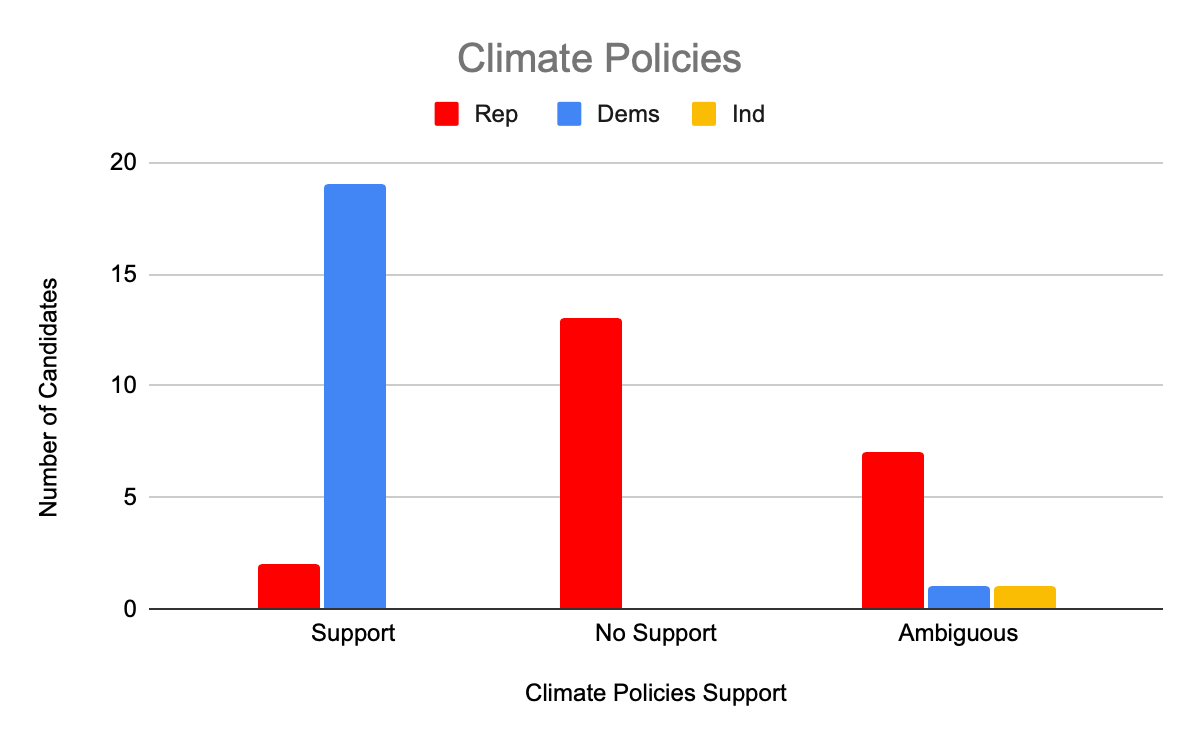 Climate Policies
Rep Dems Ind
20
15
10
5
0
Number of Candidates
Support No Support Ambiguous
Climate Policies Support